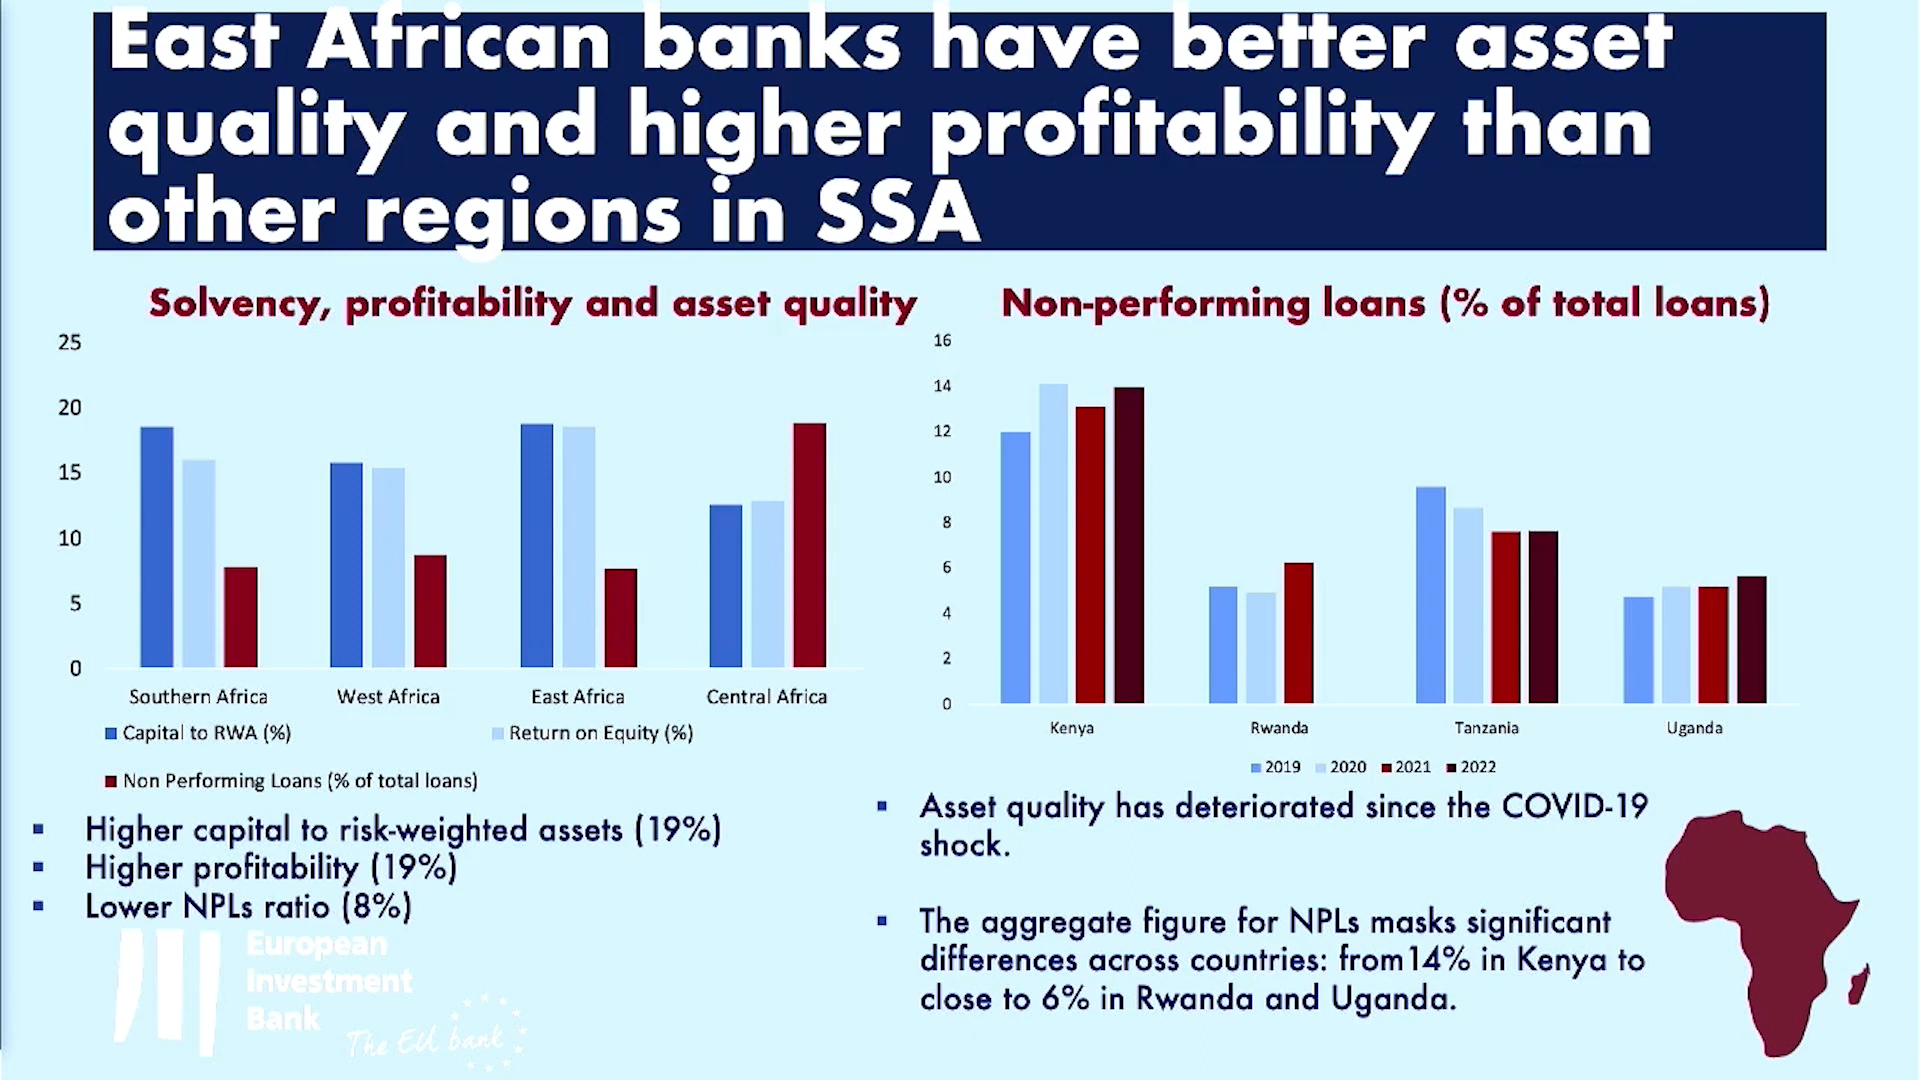 East African banks have better asset
quality and higher profitability than
other regions in SSA
Solvency, profitability and asset quality
25
20
15
10
5
0
Southern Africa
West Africa
East Africa
Central Africa
Capital to RWA (%)
Return on Equity (%)
Non Performing Loans (% of total loans)
Higher capital to risk-weighted assets (19%)
Higher profitability (19%)
Lower NPLs ratio (8%)
Non-performing loans (% of total loans)
16
14
12
10
8
6
4
2
0
Kenya
Rwanda
Tanzania
Uganda
2019
2020
2021
2022
Asset quality has deteriorated since the COVID-19
shock.
The aggregate figure for NPLs masks significant
differences across countries: from14% in Kenya to
close to 6% in Rwanda and Uganda.
European
Investment
Bank
The EU bank